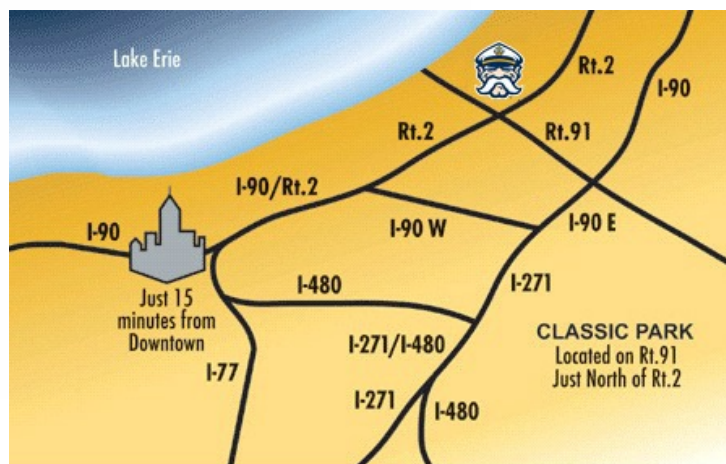 Lake Erie
Rt.2
I-90
Rt.2
Rt.91
I-90/Rt.2
I-90
I-90 W
I-90 E
I-480
I-271
Just 15
minutes from
Downtown
I-271/I-480
CLASSIC PARK
Located on Rt.91
Just North of Rt.2
I-77
I-271
I-480